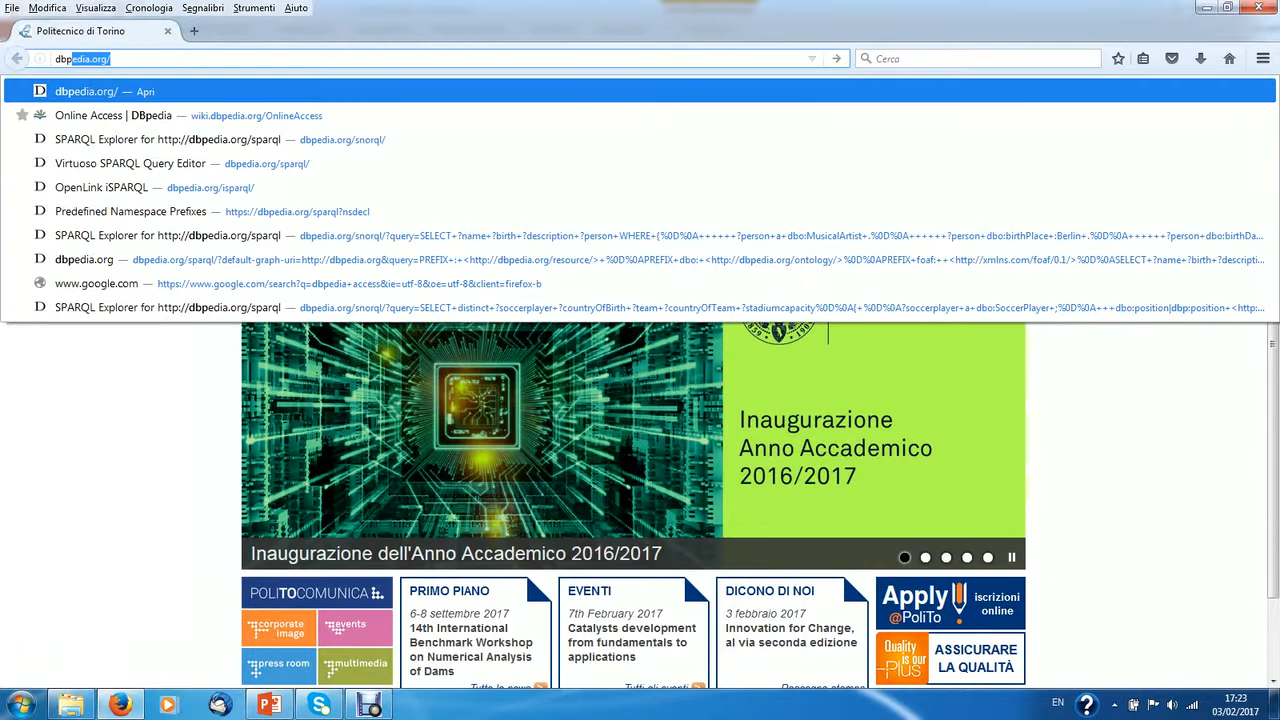 File Modifica Visualizza Cronologia Segnalibri Strumenti Aiuto
Politecnico di Torino
dbpedia.org/
Cerca
dbpedia.org/ — Apri
Online Access | DBpedia — wiki.dbpedia.org/OnlineAccess
SPARQL Explorer for http://dbpedia.org/sparql — dbpedia.org/snorql/
Virtuoso SPARQL Query Editor — dbpedia.org/sparql/
OpenLink iSPARQL — dbpedia.org/isparql/
Predefined Namespace Prefixes — https://dbpedia.org/sparql?nsdecl
SPARQL Explorer for http://dbpedia.org/sparql — dbpedia.org/snorql/?query=SELECT+?name+?birth+?description+?person+WHERE+{%0D%0A++++++?person+a+dbo:MusicalArtist+.%0D%0A++++++?person+dbo:birthPlace+:Berlin+.%0D%0A++++++?person+dbo:birthDa...
dbpedia.org — dbpedia.org/sparql/?default-graph-uri=http://dbpedia.org&query=PREFIX+:+<http://dbpedia.org/resource/>+%0D%0APREFIX+dbo:+<http://dbpedia.org/ontology/>%0D%0APREFIX+foaf:++<http://xmlns.com/foaf/0.1/>%0D%0ASELECT+?name+?birth+?descripti...
www.google.com — https://www.google.com/search?q=dbpedia+access&ie=utf-8&oe=utf-8&client=firefox-b
SPARQL Explorer for http://dbpedia.org/sparql — dbpedia.org/snorql/?query=SELECT+distinct+?soccerplayer+?countryOfBirth+?team+?countryOfTeam+?stadiumcapacity%0D%0A{+%0D%0A?soccerplayer+a+dbo:SoccerPlayer+;%0D%0A+++dbo:position|dbp:position+<http:...
Inaugurazione
Anno Accademico
2016/2017
Inaugurazione dell'Anno Accademico 2016/2017
POLITOCOMUNICA
corporate image
events
press room
multimedia
PRIMO PIANO
6-8 settembre 2017
14th International
Benchmark Workshop
on Numerical Analysis
of Dams
Tutte le news
EVENTI
7th February 2017
Catalysts development
from fundamentals to
applications
Tutti gli eventi
DICONO DI NOI
3 febbraio 2017
Innovation for Change,
al via seconda edizione
Rassegna stampa
Apply
@PoliTo
iscrizioni
online
Quality
is our
Plus
ASSICURARE
LA QUALITÀ
EN
17:23
03/02/2017